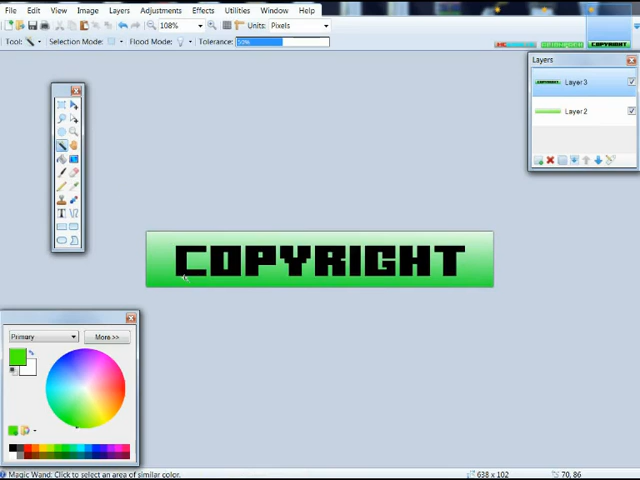 File Edit View Image Layers Adjustments Effects Utilities Window Help
108% Units: Pixels
Tool: Selection Mode: Flood Mode: Tolerance: 50%
COPYRIGHT
Layers
Layer 3
Layer 2
COPYRIGHT
Primary More >>
Magic Wand: Click to select an area of similar color. 638 x 102 70, 86